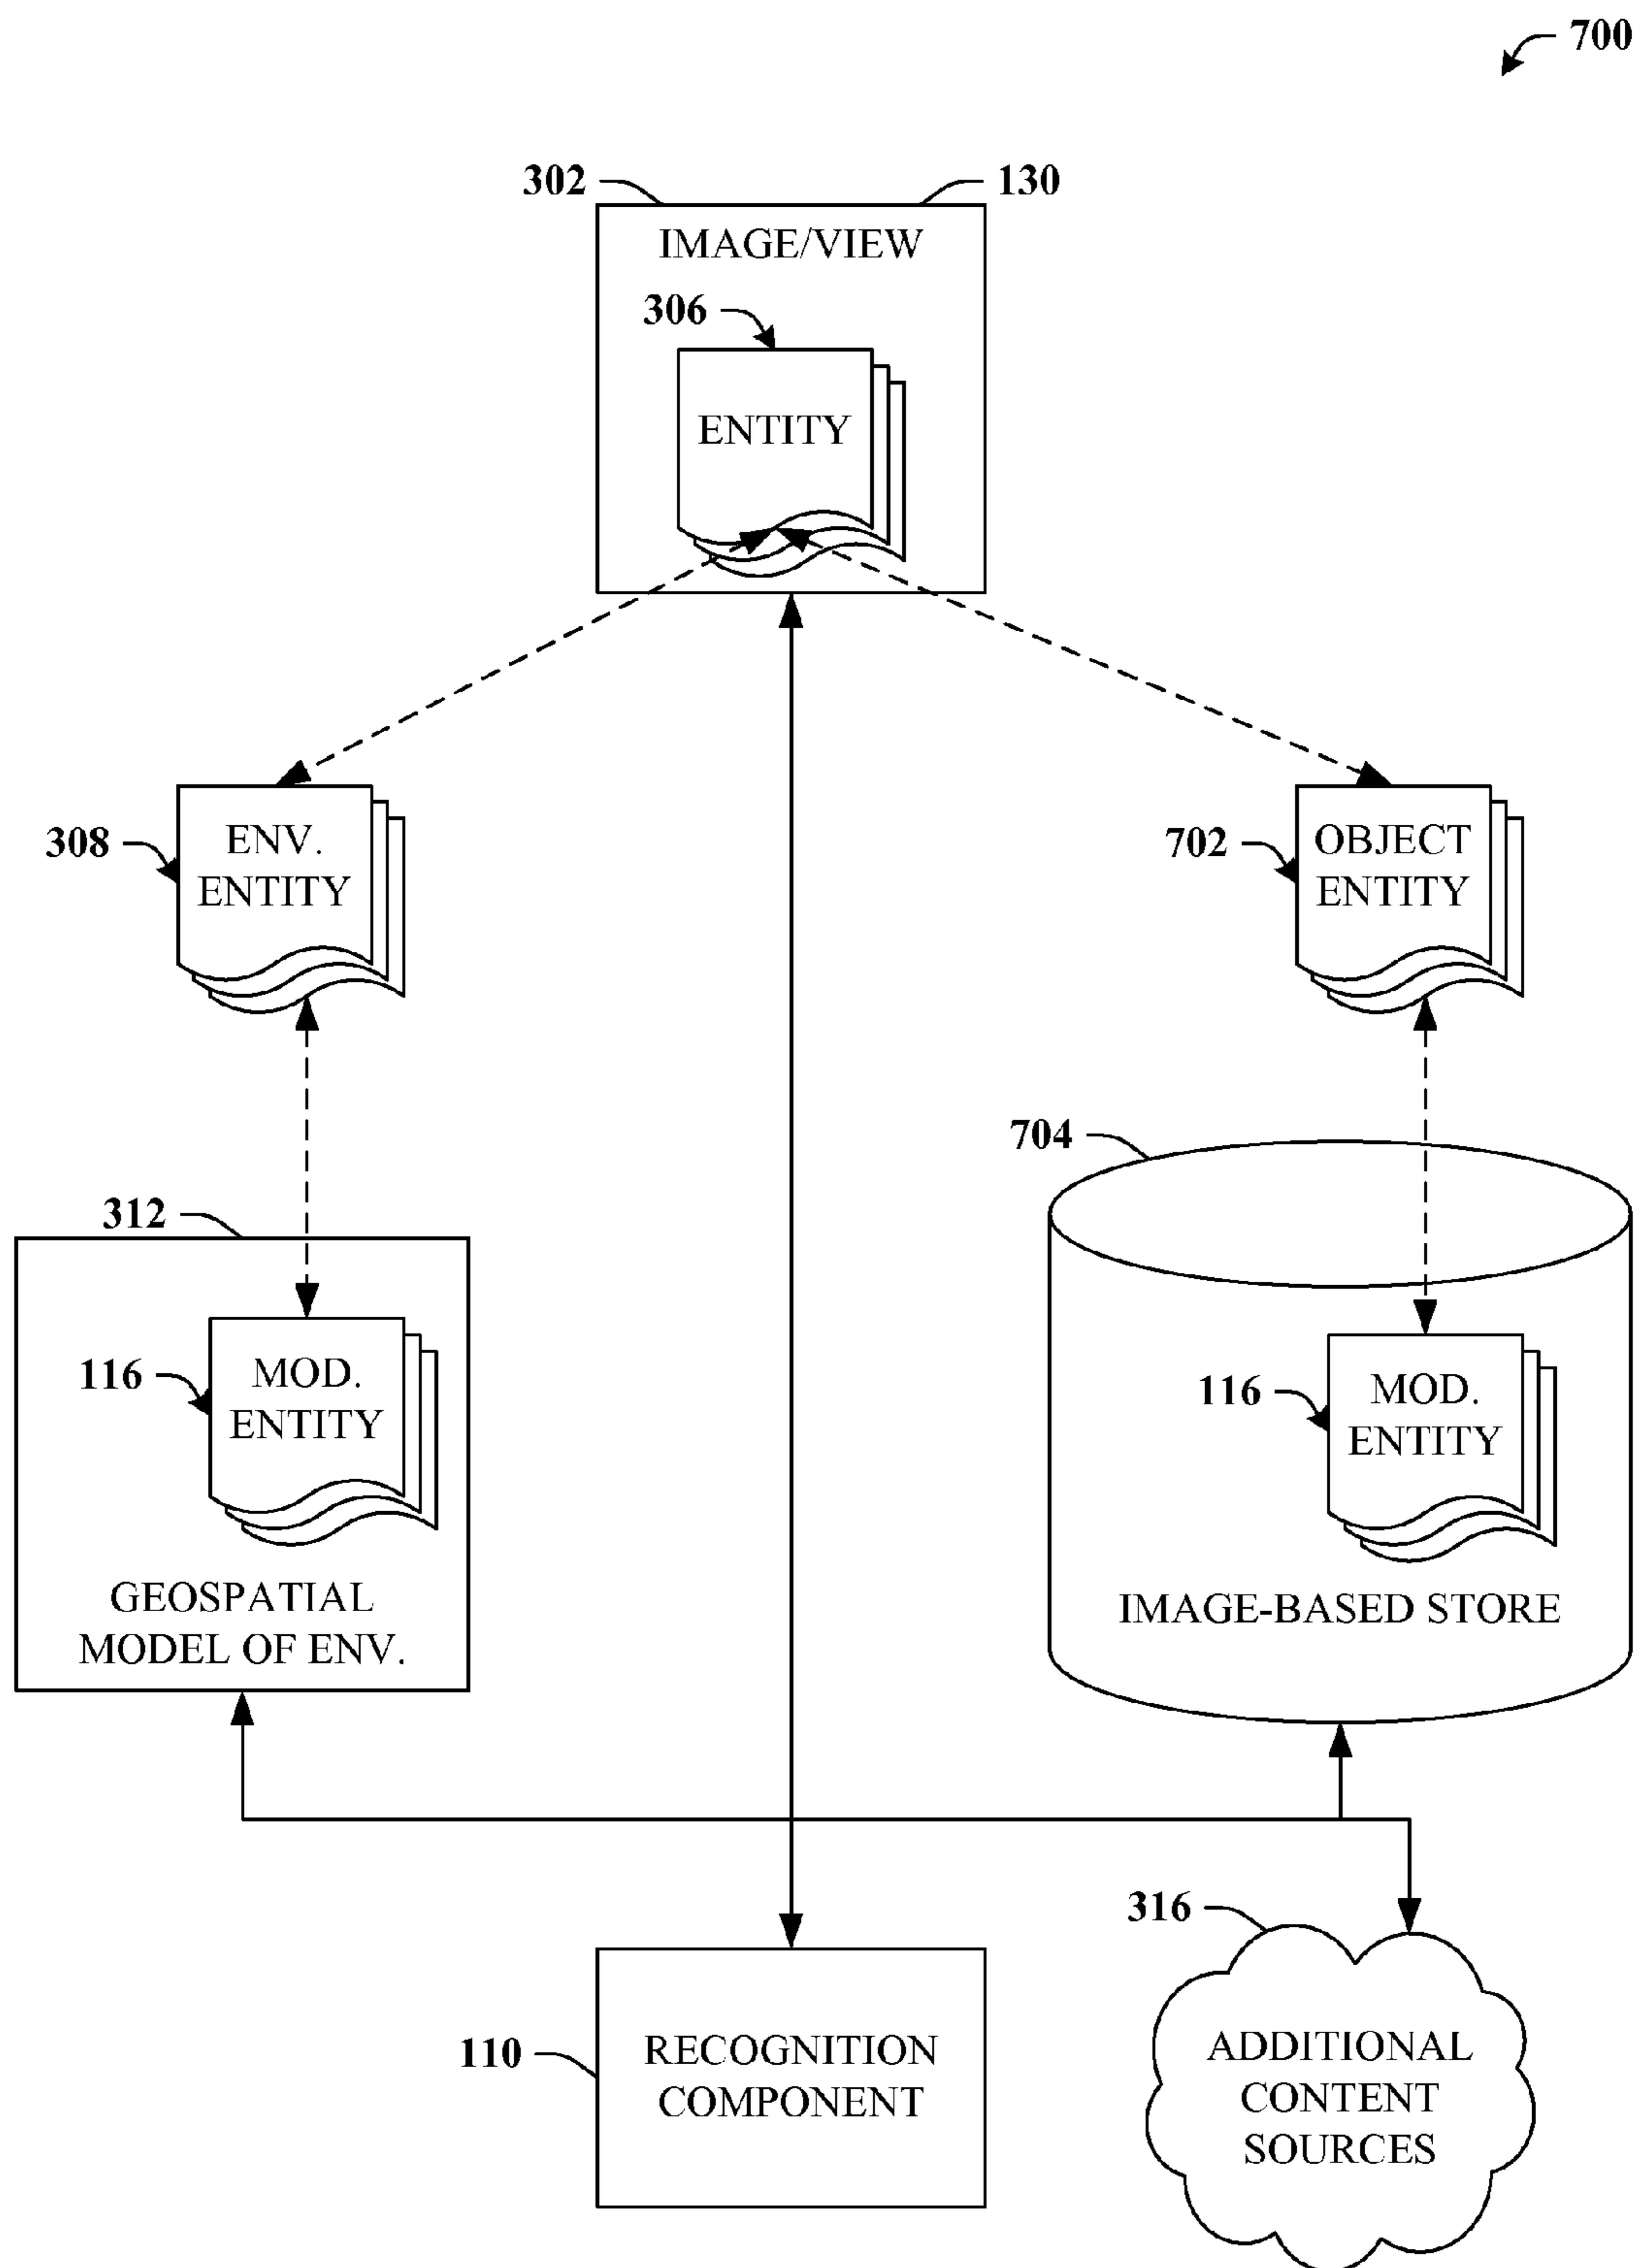 700
302
130
IMAGE/VIEW
306
ENTITY
308
ENV.
ENTITY
702
OBJECT
ENTITY
704
312
116
MOD.
ENTITY
GEOSPATIAL
MODEL OF ENV.
116
MOD.
ENTITY
IMAGE-BASED STORE
316
110
RECOGNITION
COMPONENT
ADDITIONAL
CONTENT
SOURCES